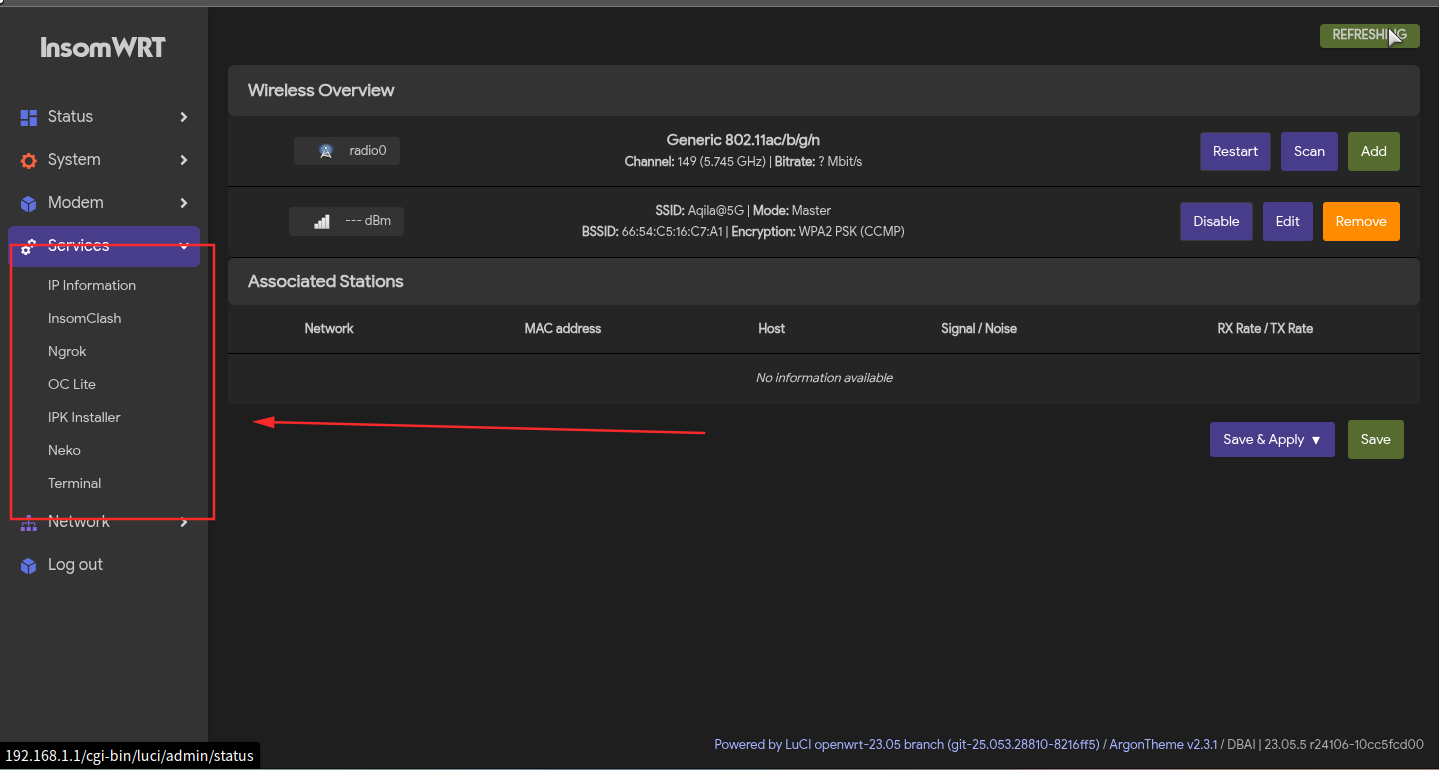 InsomWRT
Status
System
Modem
Services
IP Information
InsomClash
Ngrok
OC Lite
IPK Installer
Neko
Terminal
Network
Log out
REFRESHING
Wireless Overview
radio0
Generic 802.11ac/b/g/n
Channel: 149 (5.745 GHz) | Bitrate: ? Mbit/s
Restart
Scan
Add
--- dBm
SSID: Aqila@5G | Mode: Master
BSSID: 66:54:C5:16:C7:A1 | Encryption: WPA2 PSK (CCMP)
Disable
Edit
Remove
Associated Stations
Network MAC address Host Signal / Noise RX Rate / TX Rate
No information available
Save & Apply ▼
Save
Powered by LuCI openwrt-23.05 branch (git-25.053.28810-8216ff5) / ArgonTheme v2.3.1 / DBAI | 23.05.5 r24106-10cc5fcd00
192.168.1.1/cgi-bin/luci/admin/status